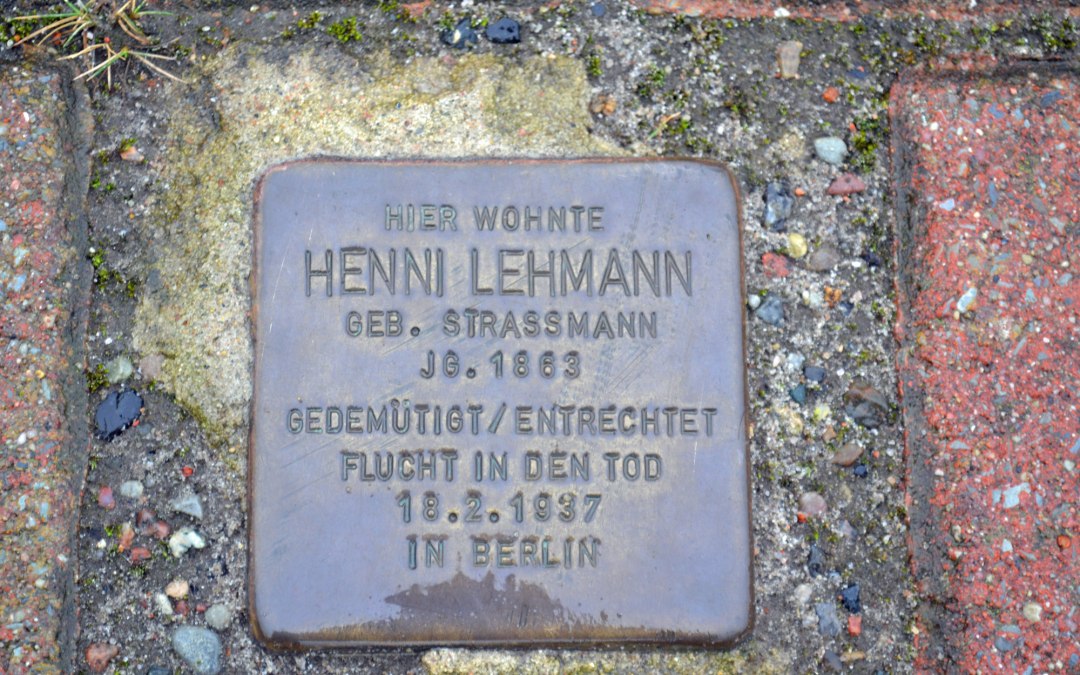 HIER WOHNTE
HENNI LEHMANN
GEB. STRASSMANN
JG. 1863
GEDEMÜTIGT/ENTRECHTET
FLUCHT IN DEN TOD
18.2.1937
IN BERLIN